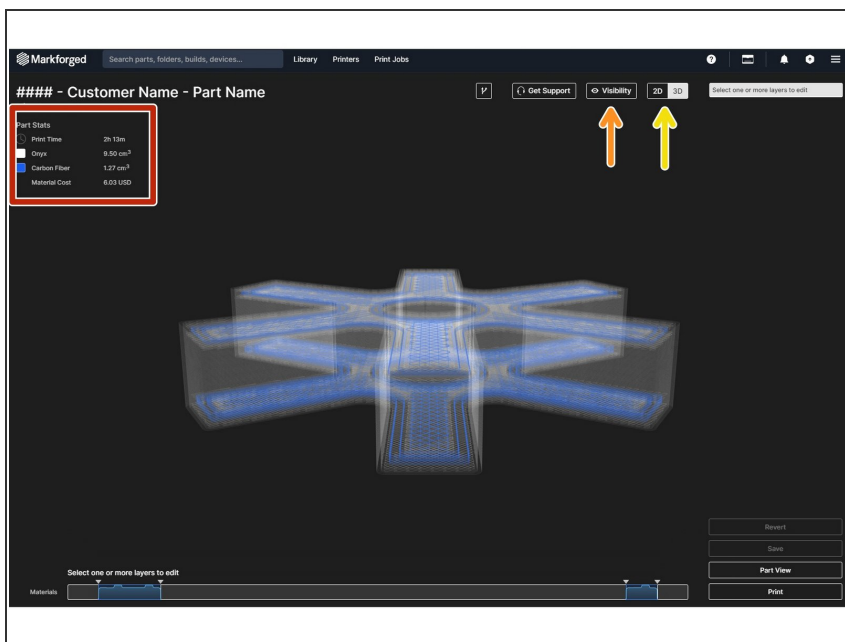 Markforged
Search parts, folders, builds, devices...
Library Printers Print Jobs
#### - Customer Name - Part Name
Get Support
Visibility
2D 3D
Select one or more layers to edit
Part Stats
Print Time 2h 13m
Onyx 9.50 cm³
Carbon Fiber 1.27 cm³
Material Cost 6.03 USD
Revert
Save
Part View
Print
Select one or more layers to edit
Materials